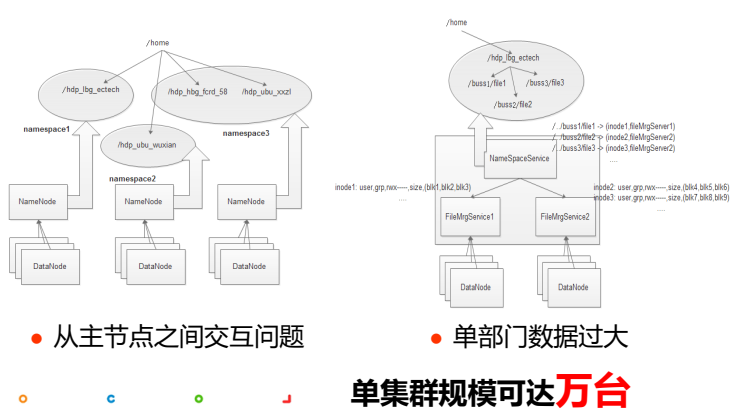 /home
/hdp_lbg_ectech
/hdp_hbg_fcrd_58
/hdp_ubu_xxzl
namespace1
namespace3
/hdp_ubu_wuxian
namespace2
NameNode
NameNode
NameNode
DataNode
DataNode
DataNode
从主节点之间交互问题
/home
/hdp_lbg_ectech
/buss1/file1
/buss3/file3
/buss2/file2
/../buss1/file1 -> (inode1,fileMrgServer1)
/../buss2/file2 -> (inode2,fileMrgServer2)
/../buss3/file3 -> (inode3,fileMrgServer2)
....
NameSpaceService
inode1: user,grp,rwx-----,size,(blk1,blk2,blk3)
....
inode2: user,grp,rwx-----,size,(blk4,blk5,blk6)
inode3: user,grp,rwx-----,size,(blk7,blk8,blk9)
....
FileMrgService1
FileMrgService2
DataNode
DataNode
单部门数据过大
单集群规模可达万台